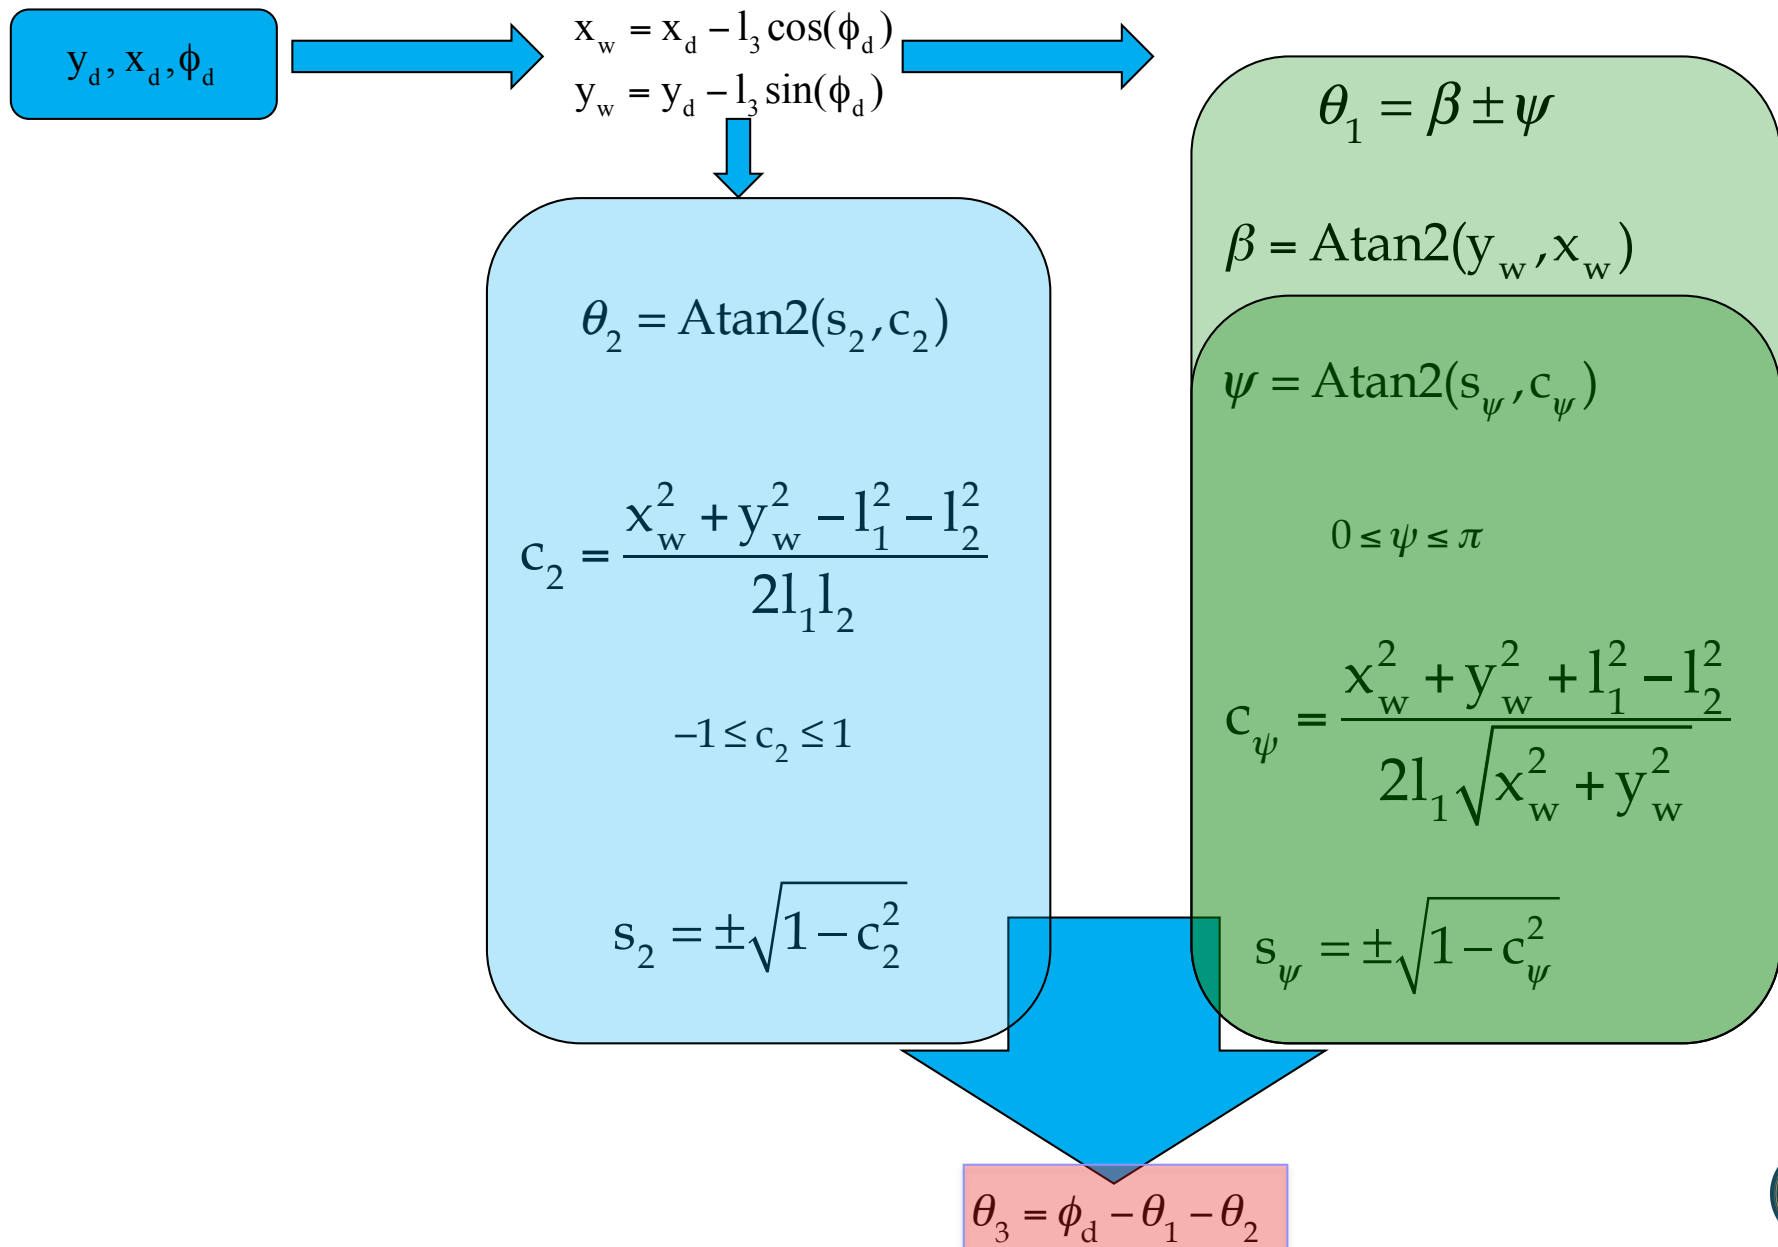 y_d, x_d, ϕ_d
x_w = x_d − l_3 cos(ϕ_d)
y_w = y_d − l_3 sin(ϕ_d)
θ_2 = Atan2(s_2, c_2)
c_2 = (x_w^2 + y_w^2 − l_1^2 − l_2^2) / (2l_1 l_2)
−1 ≤ c_2 ≤ 1
s_2 = ±√(1 − c_2^2)
θ_1 = β ± ψ
β = Atan2(y_w, x_w)
ψ = Atan2(s_ψ, c_ψ)
0 ≤ ψ ≤ π
c_ψ = (x_w^2 + y_w^2 + l_1^2 − l_2^2) / (2l_1 √(x_w^2 + y_w^2))
s_ψ = ±√(1 − c_ψ^2)
θ_3 = ϕ_d − θ_1 − θ_2